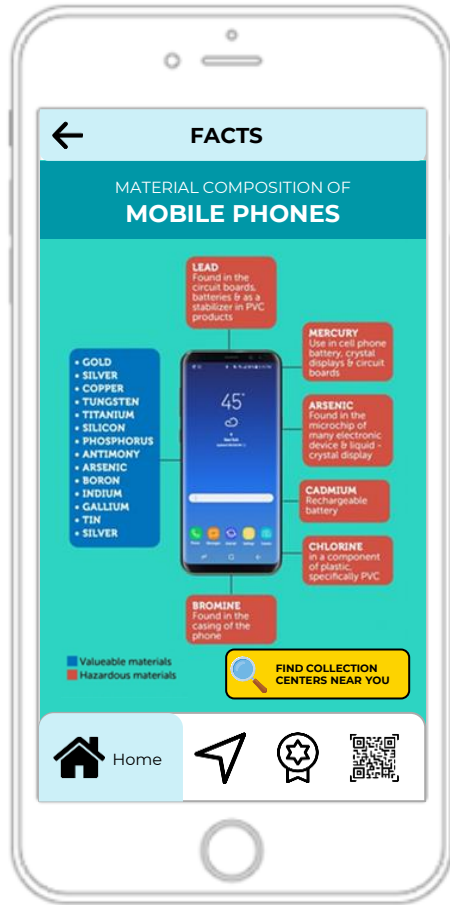 FACTS
MATERIAL COMPOSITION OF
MOBILE PHONES
LEAD
Found in the
circuit boards,
batteries & as a
stabilizer in PVC
products
MERCURY
Use in cell phone
battery, crystal
displays & circuit
boards
• GOLD
• SILVER
• COPPER
• TUNGSTEN
• TITANIUM
• SILICON
• PHOSPHORUS
• ANTIMONY
• ARSENIC
• BORON
• INDIUM
• GALLIUM
• TIN
• SILVER
45°
ARSENIC
Found in the
microchip of
many electronic
device & liquid -
crystal display
CADMIUM
Rechargeable
battery
CHLORINE
in a component
of plastic,
specifically PVC
BROMINE
Found in the
casing of the
phone
Valueable materials
Hazardous materials
FIND COLLECTION
CENTERS NEAR YOU
Home